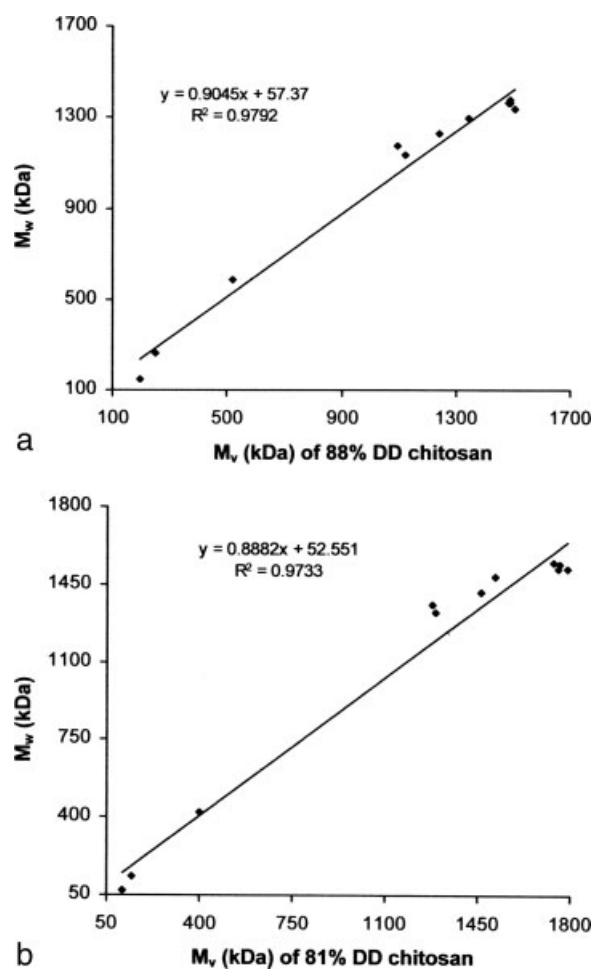 1700
y = 0.9045x + 57.37
R² = 0.9792
1300
900
500
100
Mw (kDa)
100 500 900 1300 1700
a
Mv (kDa) of 88% DD chitosan
1800
y = 0.8882x + 52.551
R² = 0.9733
1450
1100
750
400
50
Mw (kDa)
50 400 750 1100 1450 1800
b
Mv (kDa) of 81% DD chitosan